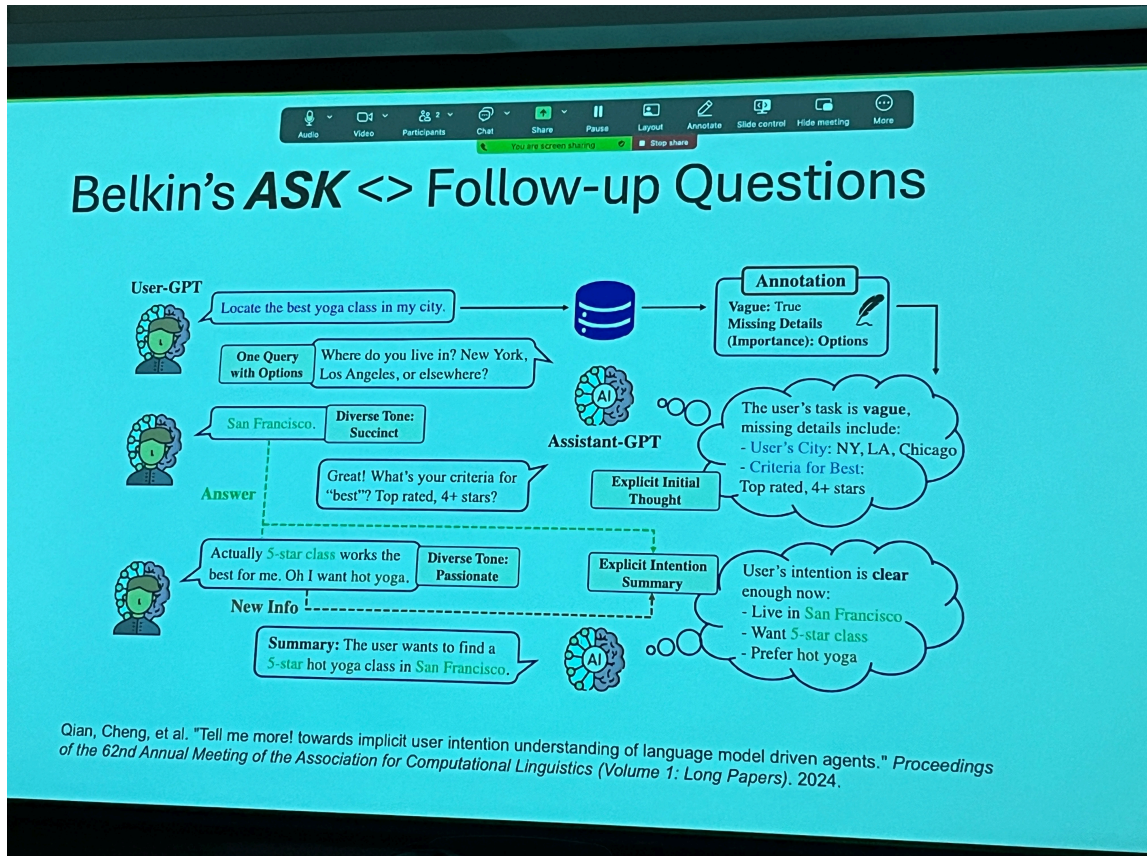 Audio
Video
Participants
2
Chat
Share
Pause
Layout
Annotate
Slide control
Hide meeting
More
You are screen sharing
Stop share
Belkin's ASK <> Follow-up Questions
User-GPT
Locate the best yoga class in my city.
Annotation
Vague: True
Missing Details
(Importance): Options
One Query
with Options
Where do you live in? New York,
Los Angeles, or elsewhere?
AI
Assistant-GPT
San Francisco.
Diverse Tone:
Succinct
The user's task is vague,
missing details include:
- User's City: NY, LA, Chicago
- Criteria for Best:
Top rated, 4+ stars
Great! What's your criteria for
"best"? Top rated, 4+ stars?
Explicit Initial
Thought
Answer
Actually 5-star class works the
best for me. Oh I want hot yoga.
Diverse Tone:
Passionate
Explicit Intention
Summary
User's intention is clear
enough now:
- Live in San Francisco
- Want 5-star class
- Prefer hot yoga
New Info
Summary: The user wants to find a
5-star hot yoga class in San Francisco.
AI
Qian, Cheng, et al. "Tell me more! towards implicit user intention understanding of language model driven agents." Proceedings
of the 62nd Annual Meeting of the Association for Computational Linguistics (Volume 1: Long Papers). 2024.